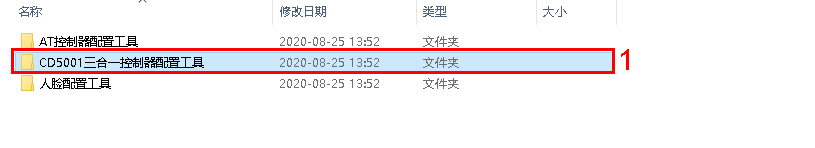 名称 修改日期 类型 大小
AT控制器配置工具 2020-08-25 13:52 文件夹
CD5001三合一控制器配置工具 2020-08-25 13:52 文件夹 1
人脸配置工具 2020-08-25 13:52 文件夹